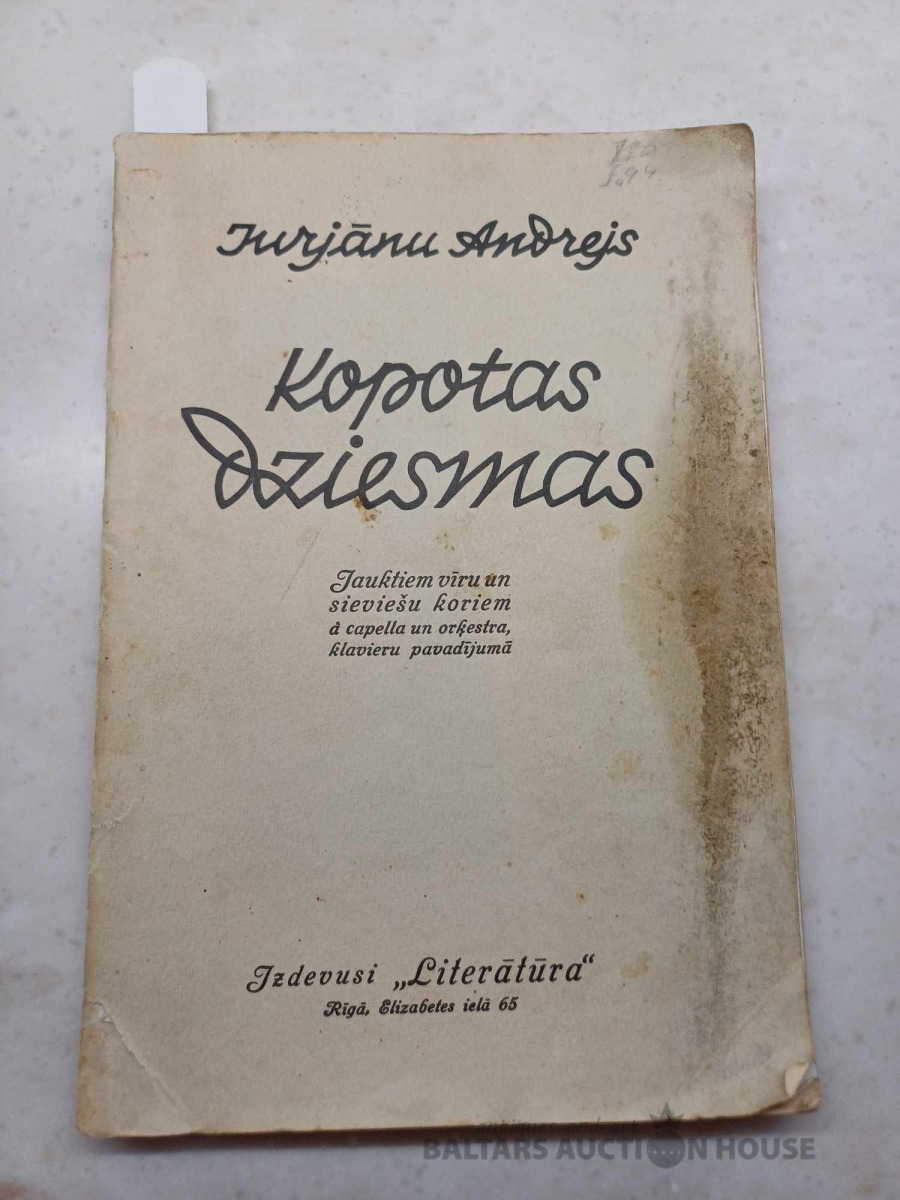 Jurjānu Andrejs
Kopotas
dziesmas
Jauktiem vīru un
sieviešu koriem
à capella un orķestra,
klavieru pavadījumā
Izdevusi „Literātūra“
Rīgā, Elizabetes ielā 65
BALTARS AUCTION HOUSE